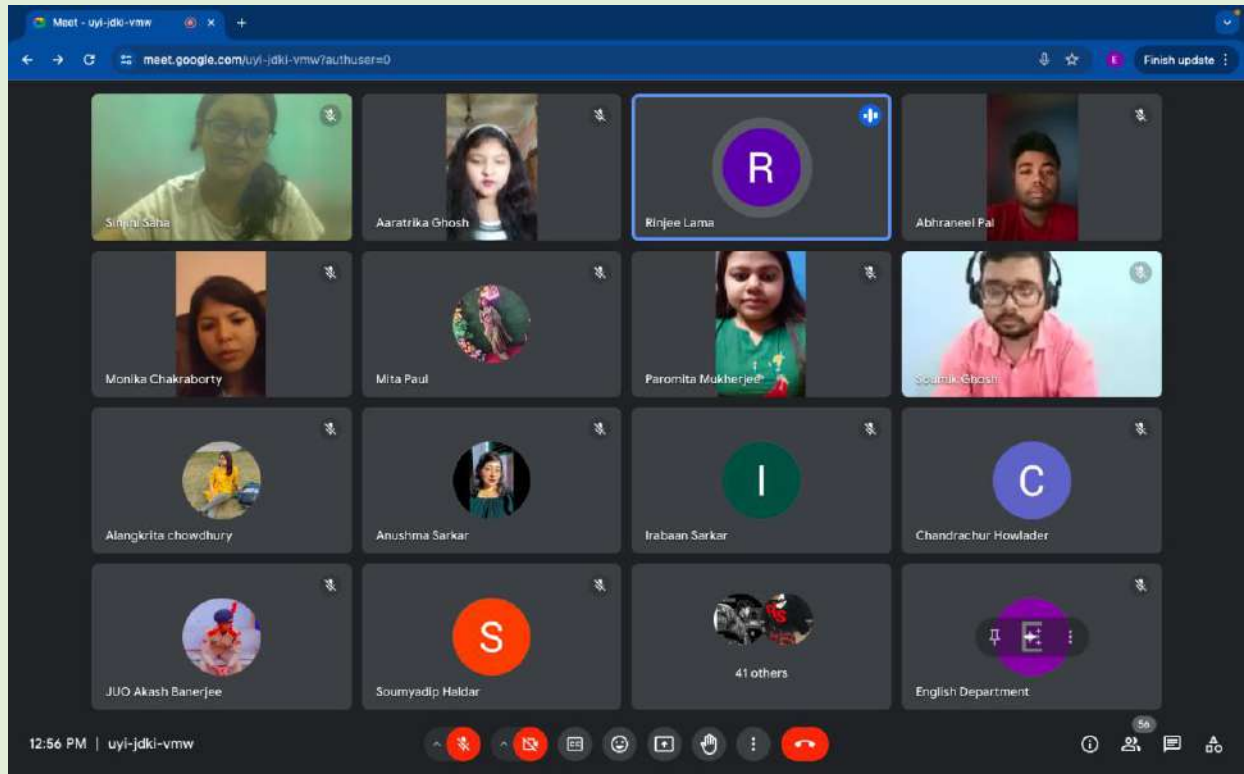 Meet - uyi-jdki-vmw
meet.google.com/uyi-jdki-vmw?authuser=0
E
Finish update
Sinjini Saha
Aaratrika Ghosh
R
Rinjee Lama
Abhraneel Pal
Monika Chakraborty
Mita Paul
Paromita Mukherjee
Soumik Ghosh
Alangkrita chowdhury
Anushma Sarkar
I
Irabaan Sarkar
C
Chandrachur Howlader
JUO Akash Banerjee
S
Soumyadip Haldar
41 others
E
English Department
12:56 PM | uyi-jdki-vmw
CC
56